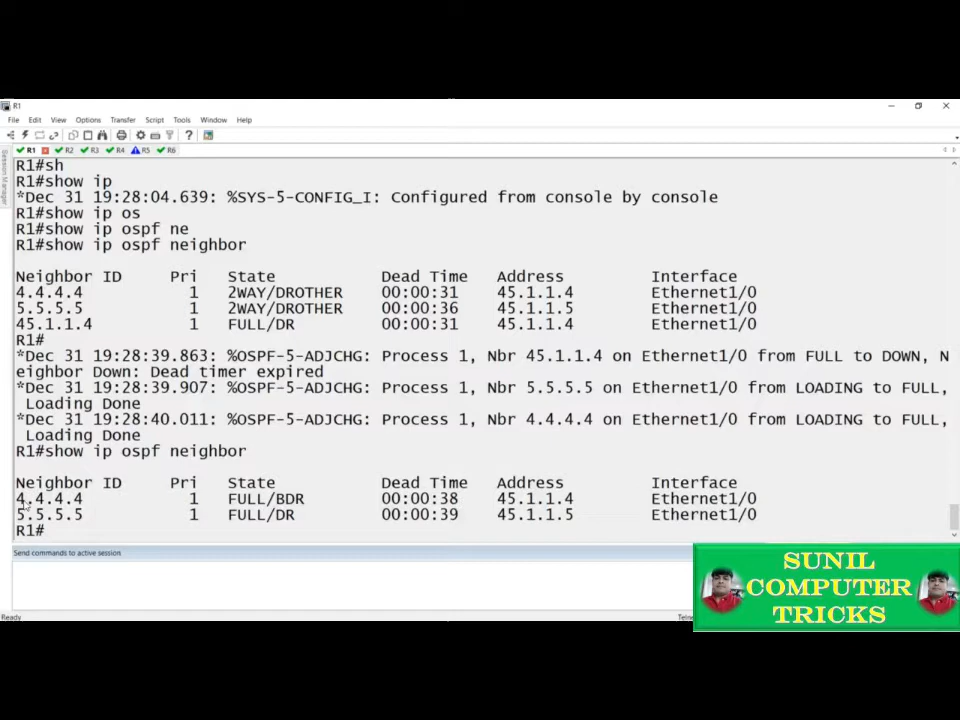 R1
File Edit View Options Transfer Script Tools Window Help
R1 R2 R3 R4 R5 R6
Session Manager
R1#sh
R1#show ip
*Dec 31 19:28:04.639: %SYS-5-CONFIG_I: Configured from console by console
R1#show ip os
R1#show ip ospf ne
R1#show ip ospf neighbor
Neighbor ID Pri State Dead Time Address Interface
4.4.4.4 1 2WAY/DROTHER 00:00:31 45.1.1.4 Ethernet1/0
5.5.5.5 1 2WAY/DROTHER 00:00:36 45.1.1.5 Ethernet1/0
45.1.1.4 1 FULL/DR 00:00:31 45.1.1.4 Ethernet1/0
R1#
*Dec 31 19:28:39.863: %OSPF-5-ADJCHG: Process 1, Nbr 45.1.1.4 on Ethernet1/0 from FULL to DOWN, N
eighbor Down: Dead timer expired
*Dec 31 19:28:39.907: %OSPF-5-ADJCHG: Process 1, Nbr 5.5.5.5 on Ethernet1/0 from LOADING to FULL,
Loading Done
*Dec 31 19:28:40.011: %OSPF-5-ADJCHG: Process 1, Nbr 4.4.4.4 on Ethernet1/0 from LOADING to FULL,
Loading Done
R1#show ip ospf neighbor
Neighbor ID Pri State Dead Time Address Interface
4.4.4.4 1 FULL/BDR 00:00:38 45.1.1.4 Ethernet1/0
5.5.5.5 1 FULL/DR 00:00:39 45.1.1.5 Ethernet1/0
R1#
Send commands to active session
Ready
SUNIL
COMPUTER
TRICKS